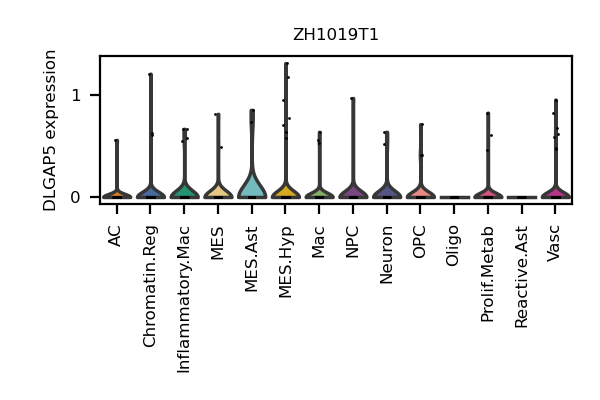 ZH1019T1
DLGAP5 expression
1
0
AC
Chromatin.Reg
Inflammatory.Mac
MES
MES.Ast
MES.Hyp
Mac
NPC
Neuron
OPC
Oligo
Prolif.Metab
Reactive.Ast
Vasc